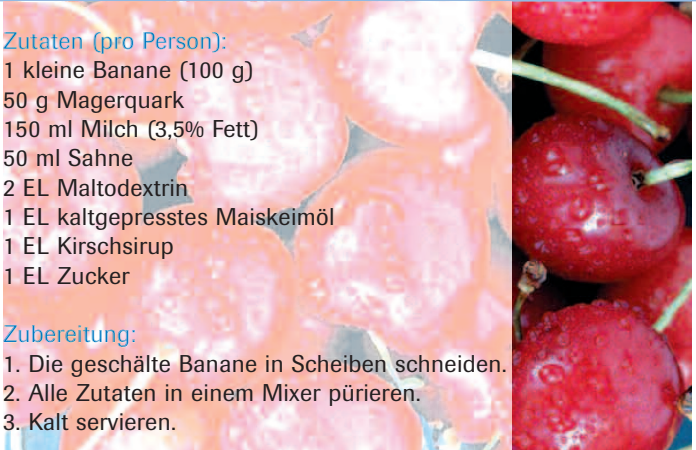 Zutaten (pro Person):
1 kleine Banane (100 g)
50 g Magerquark
150 ml Milch (3,5% Fett)
50 ml Sahne
2 EL Maltodextrin
1 EL kaltgepresstes Maiskeimöl
1 EL Kirschsirup
1 EL Zucker
Zubereitung:
1. Die geschälte Banane in Scheiben schneiden.
2. Alle Zutaten in einem Mixer pürieren.
3. Kalt servieren.